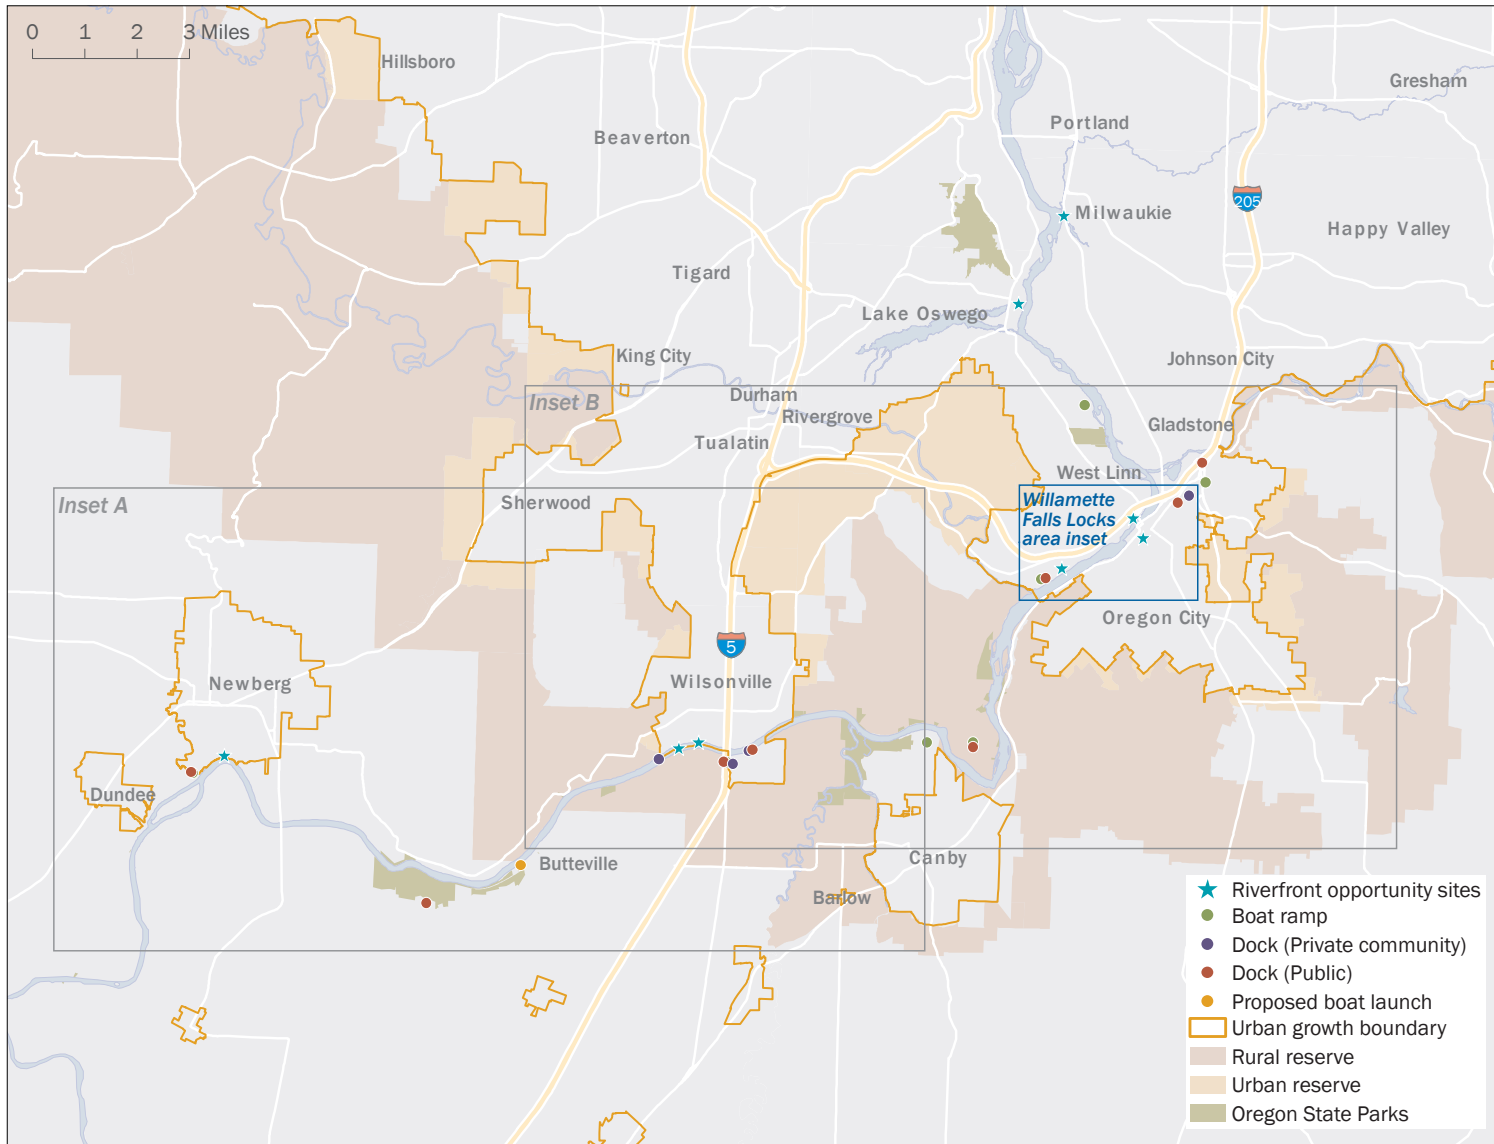 0 1 2 3 Miles
Hillsboro
Gresham
Portland
Beaverton
205
Milwaukie
Happy Valley
Tigard
Lake Oswego
King City
Johnson City
Inset B
Durham
Rivergrove
Gladstone
Tualatin
West Linn
Inset A
Sherwood
Willamette
Falls Locks
area inset
Oregon City
5
Newberg
Wilsonville
Dundee
Butteville
Canby
Barlow
Riverfront opportunity sites
Boat ramp
Dock (Private community)
Dock (Public)
Proposed boat launch
Urban growth boundary
Rural reserve
Urban reserve
Oregon State Parks